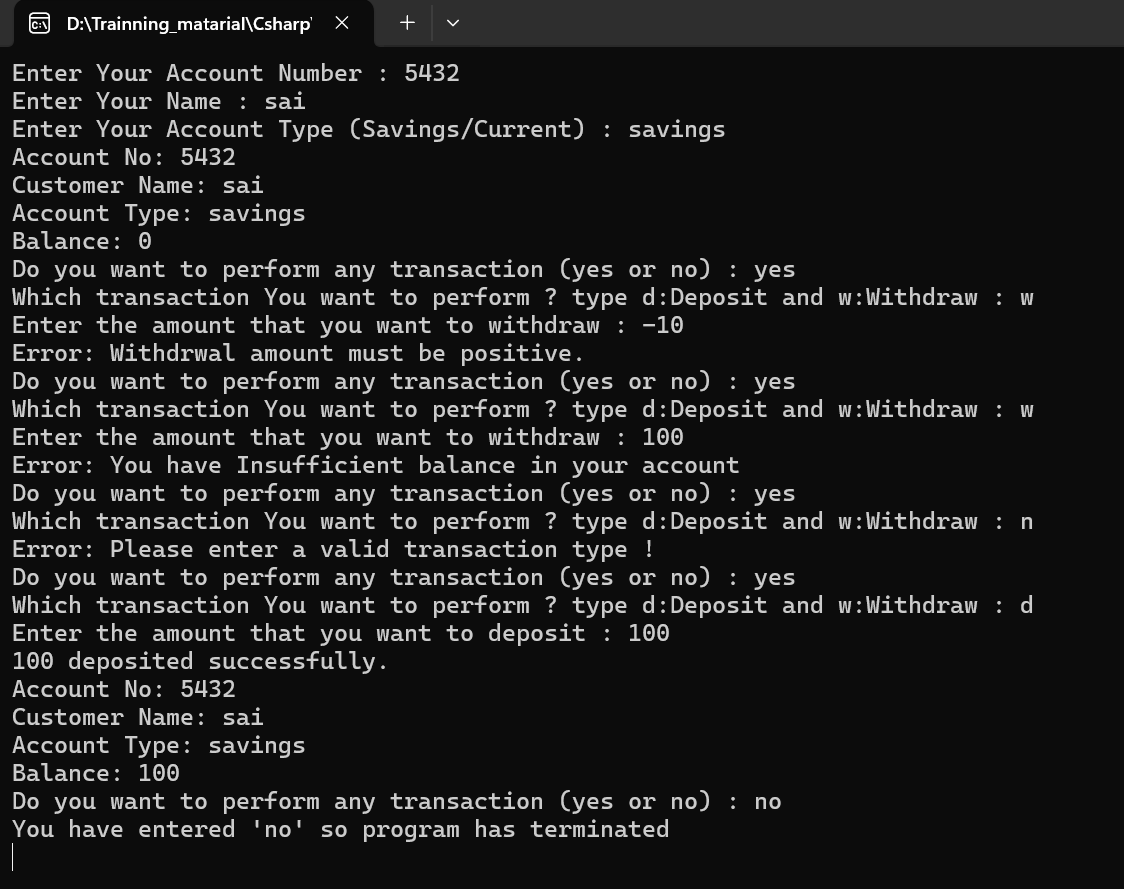 D:\Trainning_matarial\Csharp\
Enter Your Account Number : 5432
Enter Your Name : sai
Enter Your Account Type (Savings/Current) : savings
Account No: 5432
Customer Name: sai
Account Type: savings
Balance: 0
Do you want to perform any transaction (yes or no) : yes
Which transaction You want to perform ? type d:Deposit and w:Withdraw : w
Enter the amount that you want to withdraw : -10
Error: Withdrwal amount must be positive.
Do you want to perform any transaction (yes or no) : yes
Which transaction You want to perform ? type d:Deposit and w:Withdraw : w
Enter the amount that you want to withdraw : 100
Error: You have Insufficient balance in your account
Do you want to perform any transaction (yes or no) : yes
Which transaction You want to perform ? type d:Deposit and w:Withdraw : n
Error: Please enter a valid transaction type !
Do you want to perform any transaction (yes or no) : yes
Which transaction You want to perform ? type d:Deposit and w:Withdraw : d
Enter the amount that you want to deposit : 100
100 deposited successfully.
Account No: 5432
Customer Name: sai
Account Type: savings
Balance: 100
Do you want to perform any transaction (yes or no) : no
You have entered 'no' so program has terminated